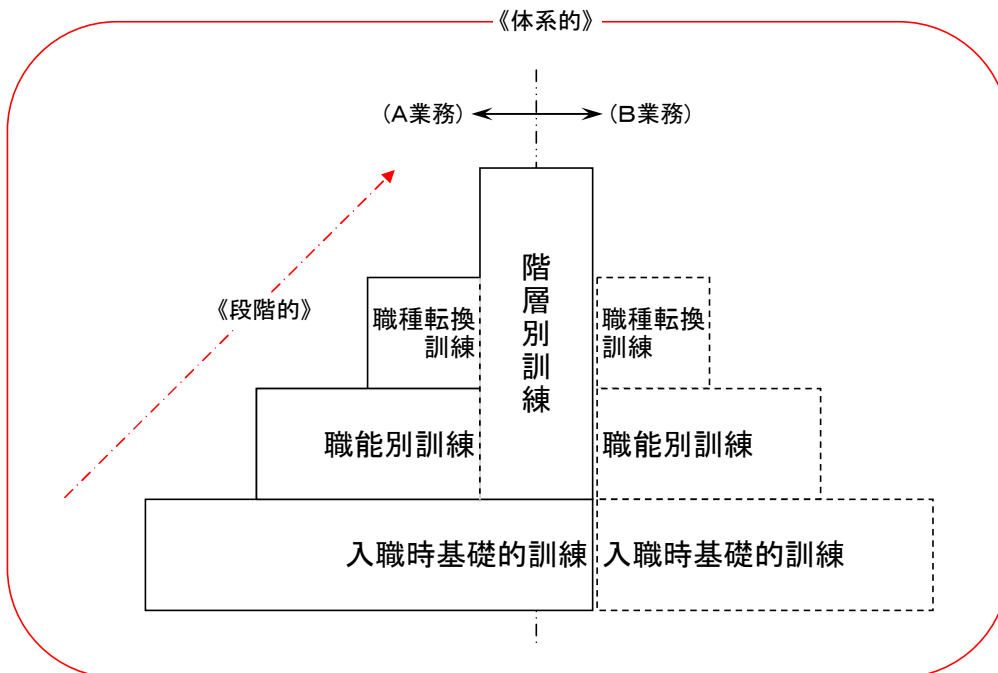 《体系的》
(A業務)
(B業務)
階層別訓練
《段階的》
職種転換
訓練
職種転換
訓練
職能別訓練
職能別訓練
入職時基礎的訓練
入職時基礎的訓練